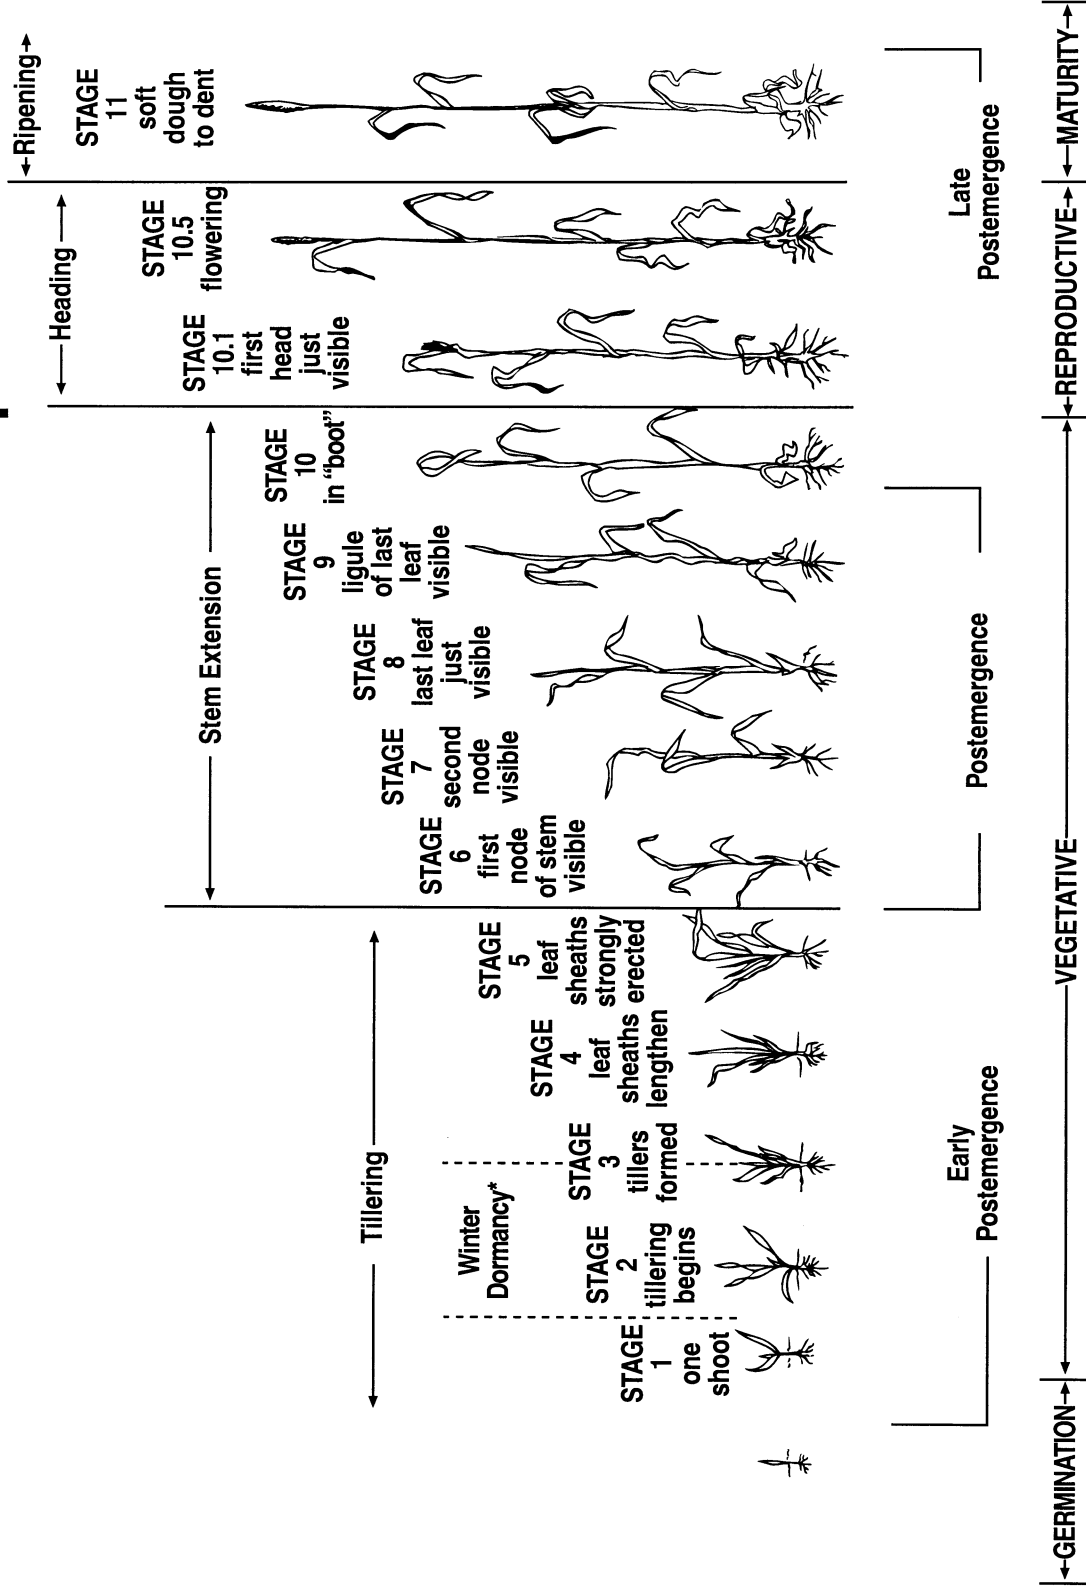 Tillering
Stem Extension
Heading
Ripening
Winter
Dormancy*
STAGE
1
one
shoot
STAGE
2
tillering
begins
STAGE
3
tillers
formed
STAGE
4
leaf
sheaths
lengthen
STAGE
5
leaf
sheaths
strongly
erected
STAGE
6
first
node
of stem
visible
STAGE
7
second
node
visible
STAGE
8
last leaf
just
visible
STAGE
9
ligule
of last
leaf
visible
STAGE
10
in “boot”
STAGE
10.1
first
head
just
visible
STAGE
10.5
flowering
STAGE
11
soft
dough
to dent
Early
Postemergence
Postemergence
Late
Postemergence
GERMINATION
VEGETATIVE
REPRODUCTIVE
MATURITY